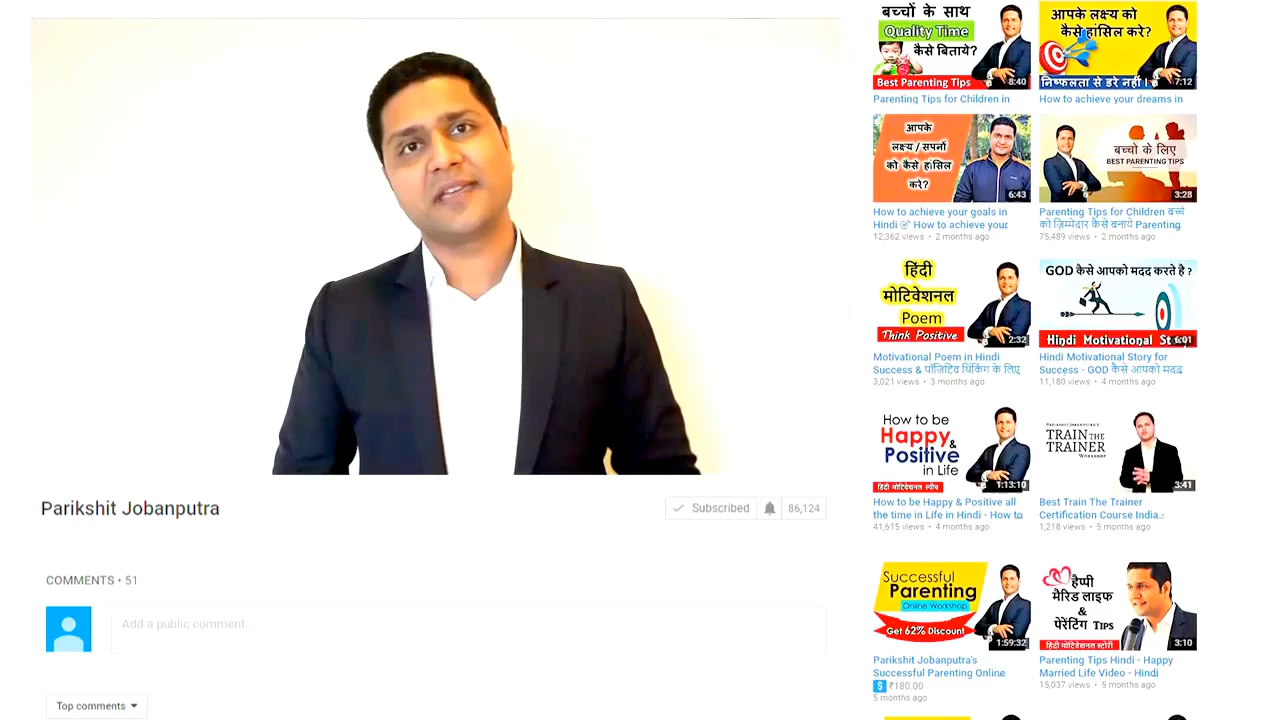 Parikshit Jobanputra
Subscribed
86,124
COMMENTS • 51
Add a public comment...
Top comments
बच्चों के साथ
Quality Time
कैसे बिताये?
Best Parenting Tips
8:40
Parenting Tips for Children in
आपके लक्ष्य को
कैसे हांसिल करे?
निष्फलता से डरे नहीं।
7:12
How to achieve your dreams in
आपके
लक्ष्य / सपनों
को कैसे हांसिल
करे?
6:43
How to achieve your goals in
Hindi How to achieve your
12,362 views • 2 months ago
बच्चो के लिए
BEST PARENTING TIPS
3:28
Parenting Tips for Children बच्चे
को ज़िम्मेदार कैसे बनाये Parenting
75,489 views • 2 months ago
हिंदी
मोटिवेशनल
Poem
Think Positive
2:32
Motivational Poem in Hindi
Success & पॉजिटिव थिंकिंग के लिए
3,021 views • 3 months ago
GOD कैसे आपको मदद करते है ?
Hindi Motivational
6:01
Hindi Motivational Story for
Success - GOD कैसे आपको मदद
11,180 views • 4 months ago
How to be
Happy &
Positive
in Life
हिंदी मोटिवेशनल स्पीच
1:13:10
How to be Happy & Positive all
the time in Life in Hindi - How to
41,615 views • 4 months ago
PARIKSHIT JOBANPUTRA'S
TRAIN THE
TRAINER
WORKSHOP
3:41
Best Train The Trainer
Certification Course India..
1,218 views • 5 months ago
Successful
Parenting
Online Workshop
Get 62% Discount
1:59:32
Parikshit Jobanputra's
Successful Parenting Online
$ ₹180.00
5 months ago
हैप्पी
मैरिड लाइफ
&
पेरेंटिंग TIPS
हिंदी मोटिवेशनल स्टोरी
3:10
Parenting Tips Hindi - Happy
Married Life Video - Hindi
15,037 views • 5 months ago